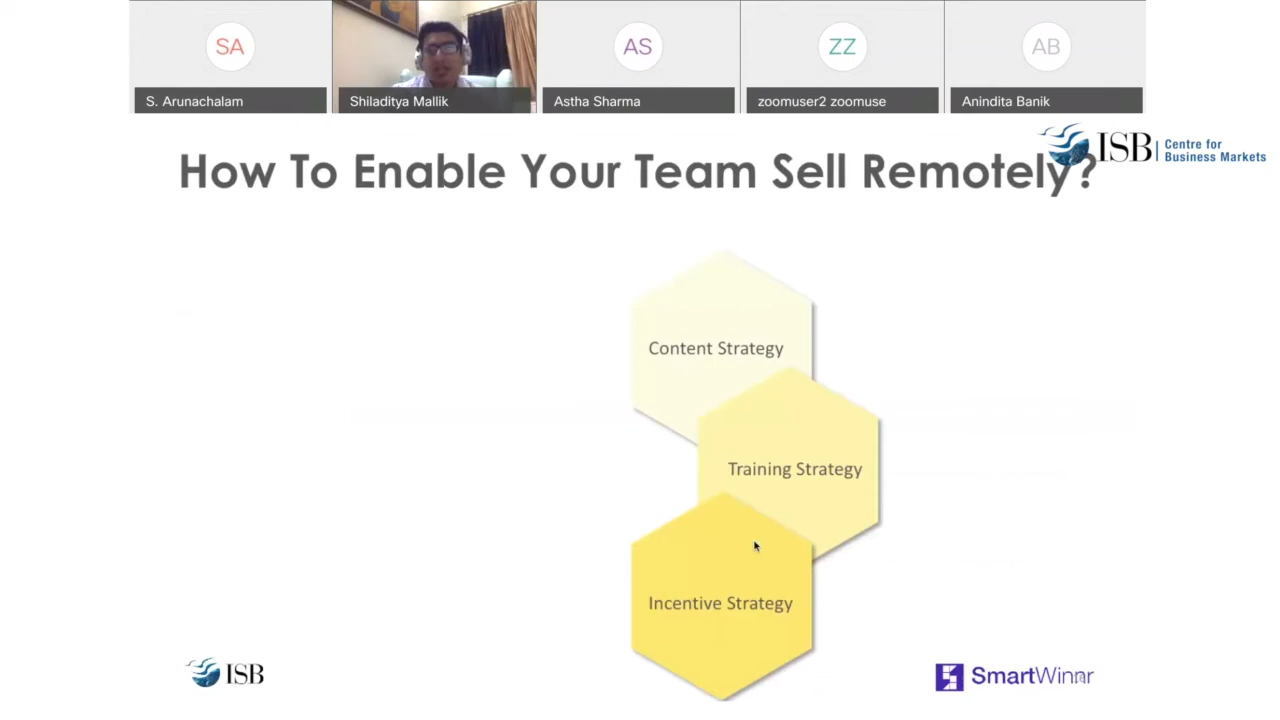 SA
AS
ZZ
AB
S. Arunachalam
Shiladitya Mallik
Astha Sharma
zoomuser2 zoomuse
Anindita Banik
ISB
Centre for
Business Markets
How To Enable Your Team Sell Remotely?
Content Strategy
Training Strategy
Incentive Strategy
ISB
SmartWinnr